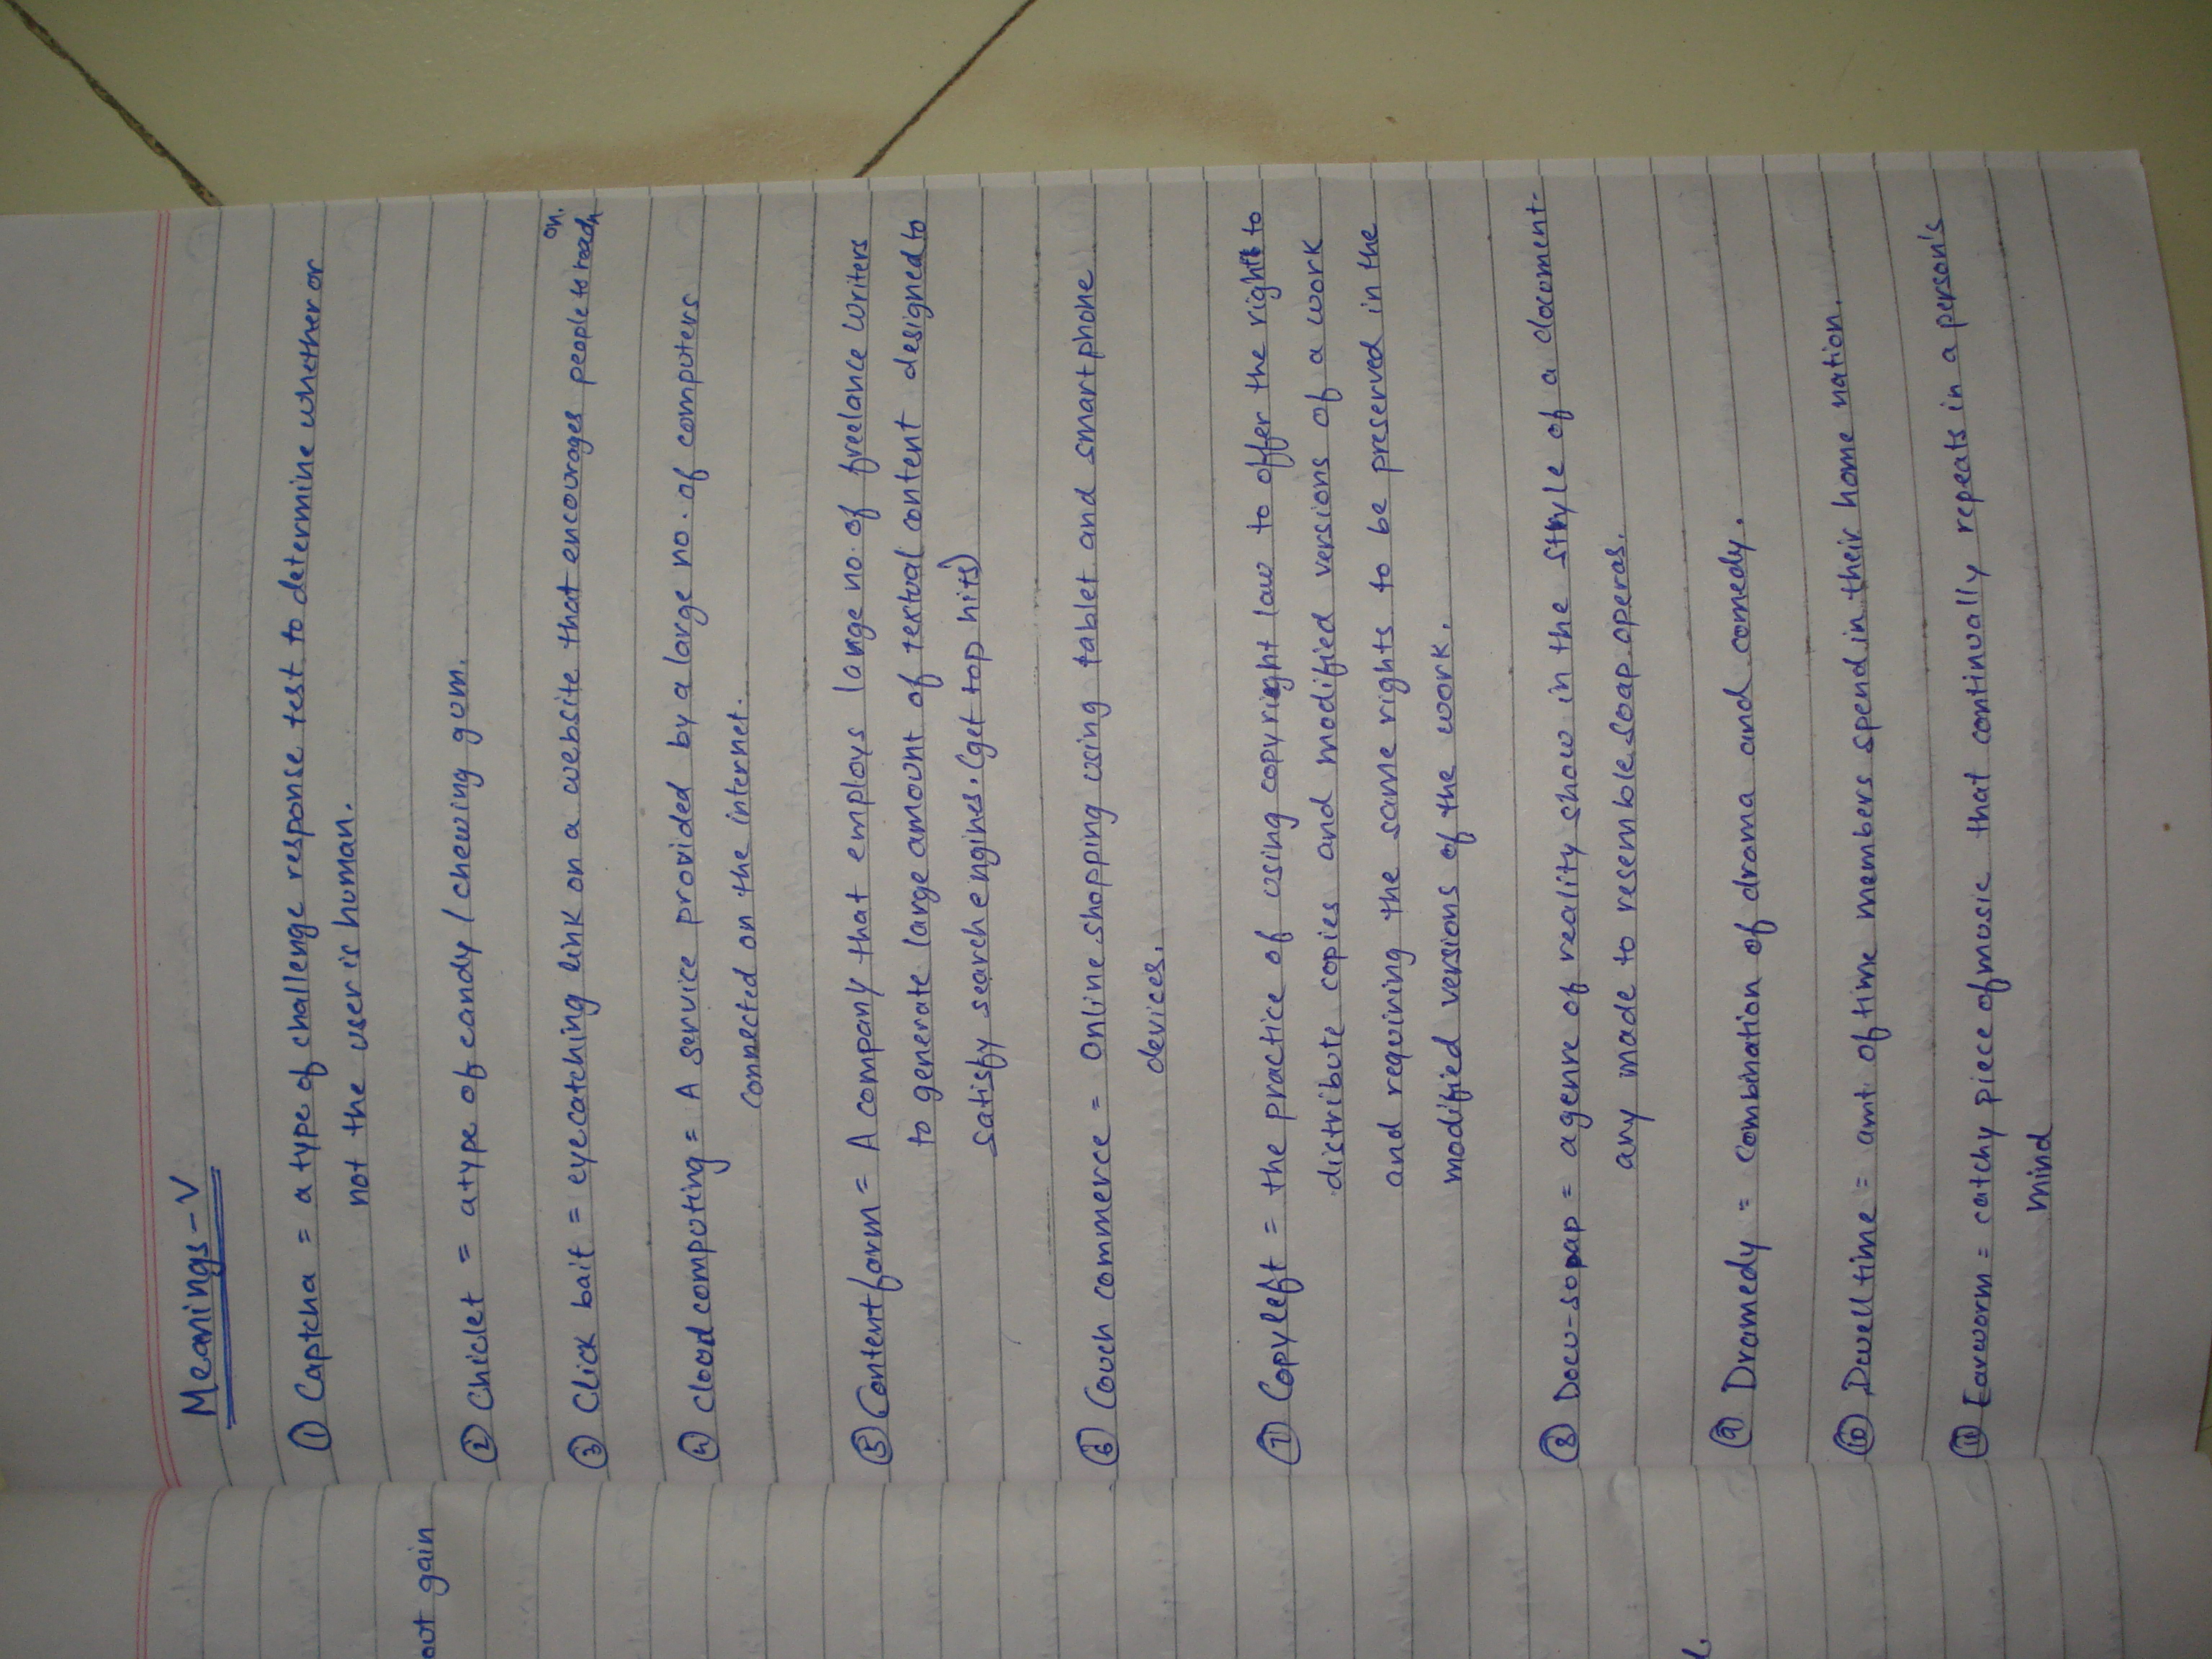 Meanings-V
① Captcha = a type of challenge response test to determine whether or
not the user is human.
② Chiclet = a type of candy / chewing gum.
③ Click bait = eyecatching link on a website that encourages people to read on.
④ cloud computing = A service provided by a large no. of computers
connected on the internet.
⑤ Content farm = A company that employs large no. of freelance writers
to generate large amount of textual content designed to
satisfy search engines. (get top hits)
⑥ Couch commerce = Online shopping using tablet and smartphone
devices.
⑦ Copyleft = the practice of using copyright law to offer the right to
distribute copies and modified versions of a work
and requiring the same rights to be preserved in the
modified versions of the work.
⑧ Docu-soap = a genre of reality show in the style of a document-
any made to resemble soap operas.
⑨ Dramedy = combination of drama and comedy.
⑩ Dwell time = amt of time members spend in their home nation.
⑪ Earworm = catchy piece of music that continually repeats in a person's
mind
out gain